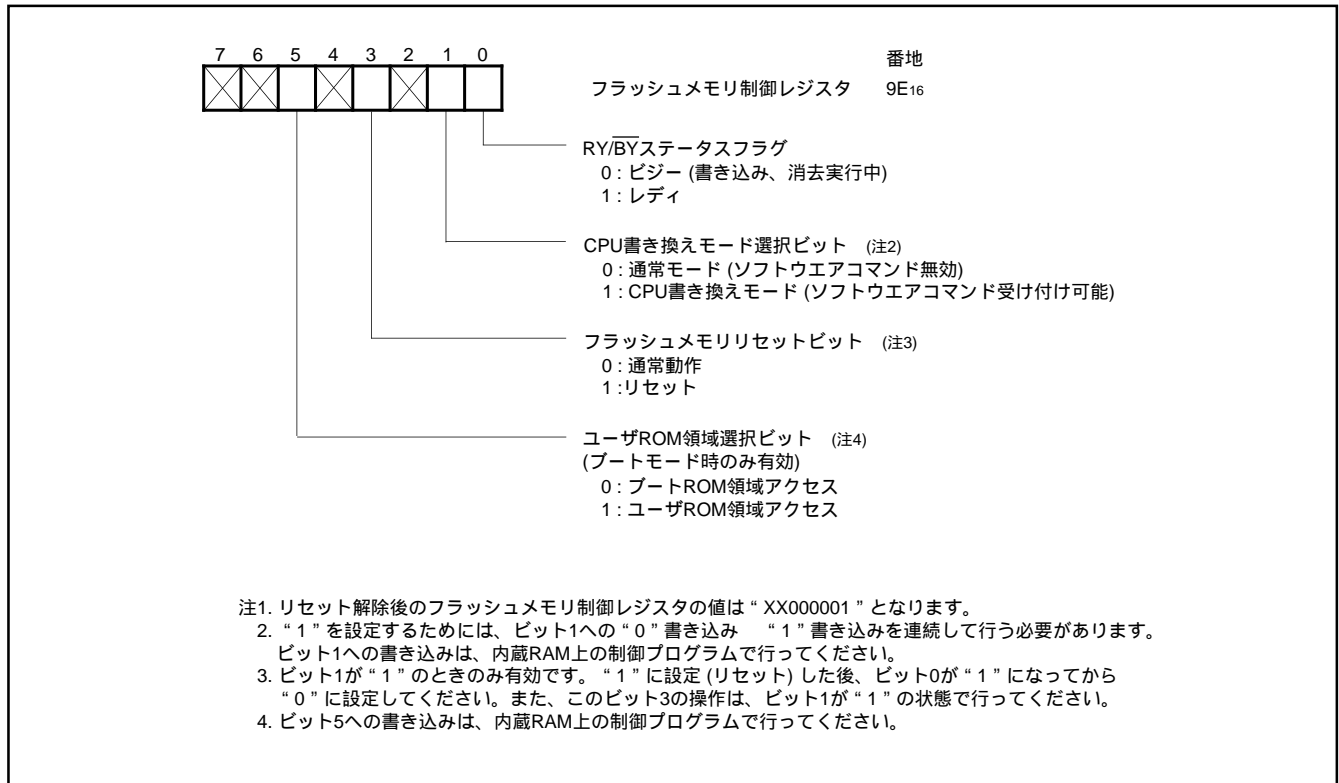 7 6 5 4 3 2 1 0
番地
フラッシュメモリ制御レジスタ 9E16
RY/BYステータスフラグ
0 : ビジー (書き込み、消去実行中)
1 : レディ
CPU書き換えモード選択ビット (注2)
0 : 通常モード (ソフトウエアコマンド無効)
1 : CPU書き換えモード (ソフトウエアコマンド受け付け可能)
フラッシュメモリリセットビット (注3)
0 : 通常動作
1 :リセット
ユーザROM領域選択ビット (注4)
(ブートモード時のみ有効)
0 : ブートROM領域アクセス
1 : ユーザROM領域アクセス
注1. リセット解除後のフラッシュメモリ制御レジスタの値は“XX000001”となります。
2. “1”を設定するためには、ビット1への“0”書き込み “1”書き込みを連続して行う必要があります。
ビット1への書き込みは、内蔵RAM上の制御プログラムで行ってください。
3. ビット1が“1”のときのみ有効です。“1”に設定 (リセット) した後、ビット0が“1”になってから
“0”に設定してください。また、このビット3の操作は、ビット1が“1”の状態で行ってください。
4. ビット5への書き込みは、内蔵RAM上の制御プログラムで行ってください。